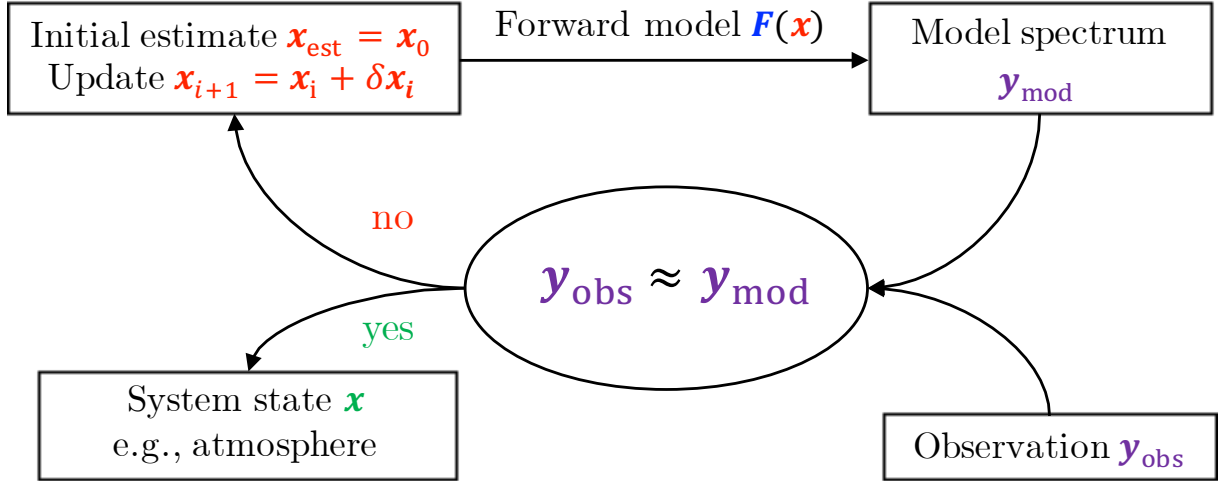 Initial estimate x_est = x_0
Update x_{i+1} = x_i + δx_i
Forward model F(x)
Model spectrum
y_mod
no
y_obs ≈ y_mod
yes
System state x
e.g., atmosphere
Observation y_obs